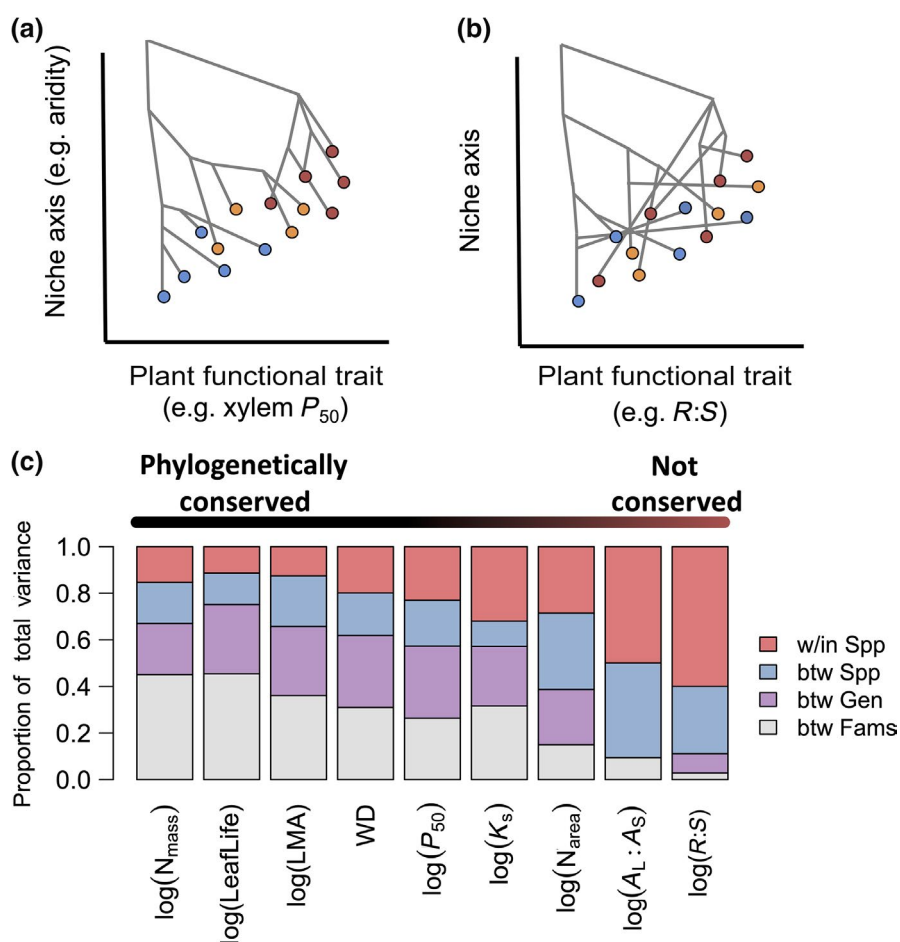 (a)
Niche axis (e.g. aridity)
Plant functional trait
(e.g. xylem P50)
(b)
Niche axis
Plant functional trait
(e.g. R:S)
(c)
Phylogenetically
conserved
Not
conserved
Proportion of total variance
1.0
0.8
0.6
0.4
0.2
0.0
w/in Spp
btw Spp
btw Gen
btw Fams
log(Nmass)
log(LeafLife)
log(LMA)
WD
log(P50)
log(Ks)
log(Narea)
log(AL : AS)
log(R:S)